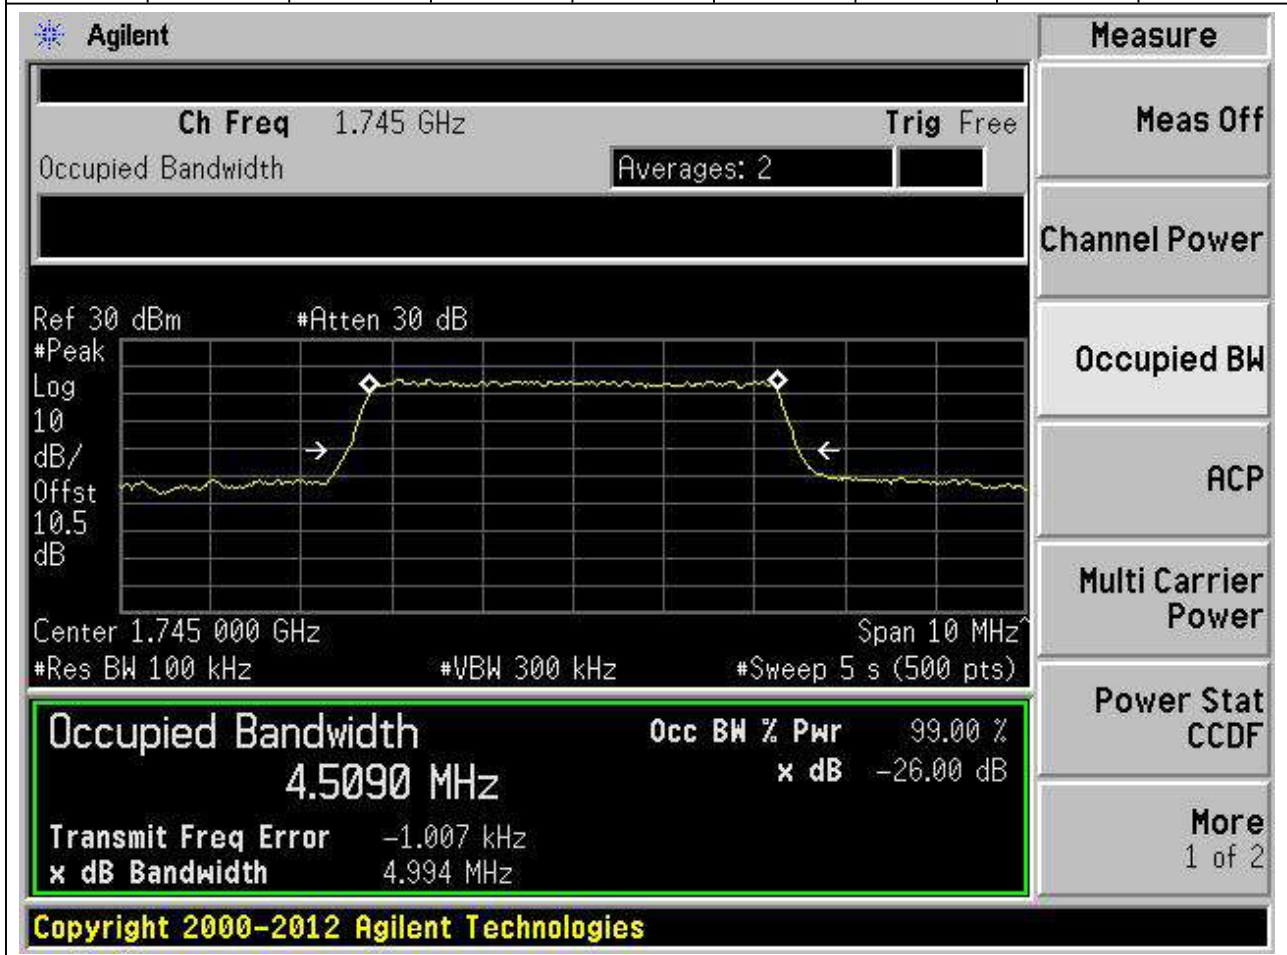 Agilent
Measure
Ch Freq 1.745 GHz Trig Free
Occupied Bandwidth Averages: 2
Meas Off
Channel Power
Occupied BW
ACP
Multi Carrier
Power
Power Stat
CCDF
More
1 of 2
Ref 30 dBm #Atten 30 dB
#Peak
Log
10
dB/
Offst
10.5
dB
Center 1.745 000 GHz Span 10 MHz^
#Res BW 100 kHz #VBW 300 kHz #Sweep 5 s (500 pts)
Occupied Bandwidth Occ BW % Pwr 99.00 %
4.5090 MHz x dB -26.00 dB
Transmit Freq Error -1.007 kHz
x dB Bandwidth 4.994 MHz
Copyright 2000-2012 Agilent Technologies